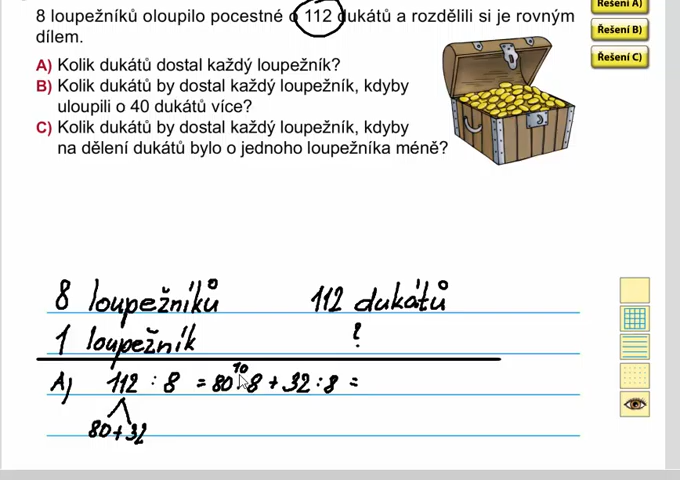 8 loupežníků oloupilo pocestné o 112 dukátů a rozdělili si je rovným
dílem.
A) Kolik dukátů dostal každý loupežník?
B) Kolik dukátů by dostal každý loupežník, kdyby
uloupili o 40 dukátů více?
C) Kolik dukátů by dostal každý loupežník, kdyby
na dělení dukátů bylo o jednoho loupežníka méně?
Řešení A)
Řešení B)
Řešení C)
8 loupežníků 112 dukátů
1 loupežník ?
10
A) 112 : 8 = 80 : 8 + 32 : 8 =
80 + 32